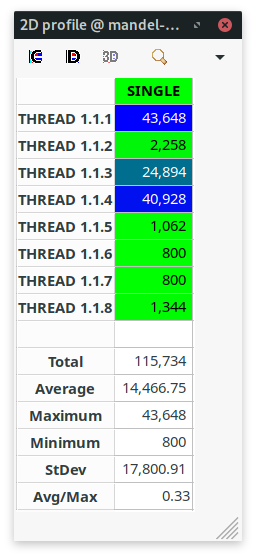 2D profile @ mandel-...
3D
SINGLE
THREAD 1.1.1 43,648
THREAD 1.1.2 2,258
THREAD 1.1.3 24,894
THREAD 1.1.4 40,928
THREAD 1.1.5 1,062
THREAD 1.1.6 800
THREAD 1.1.7 800
THREAD 1.1.8 1,344
Total 115,734
Average 14,466.75
Maximum 43,648
Minimum 800
StDev 17,800.91
Avg/Max 0.33